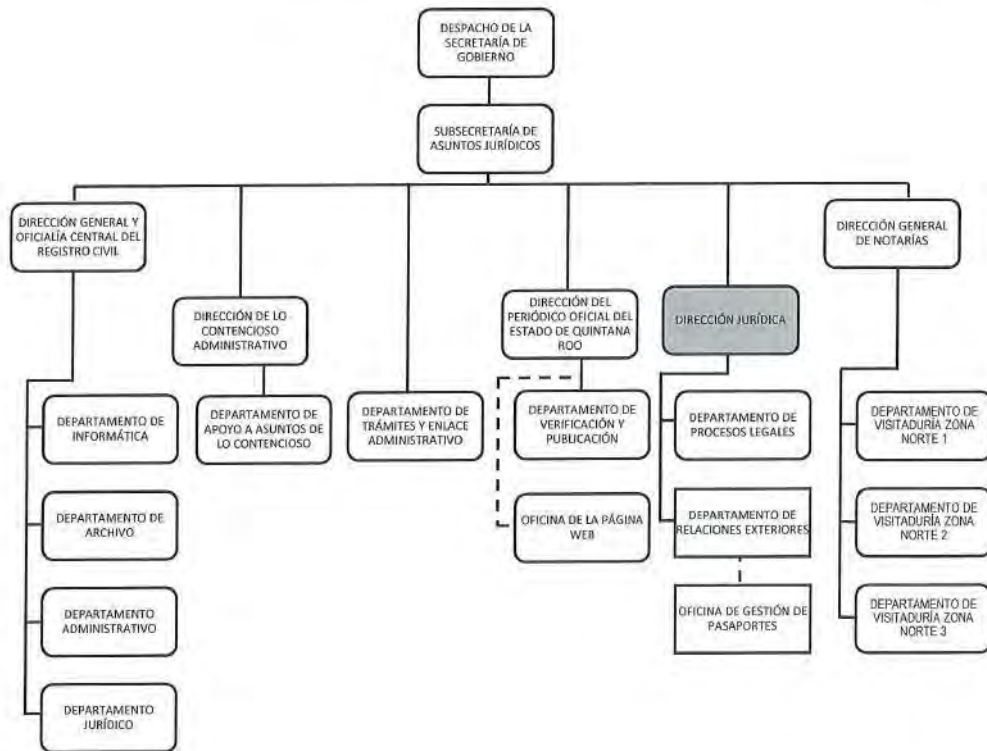 DESPACHO DE LA
SECRETARÍA DE
GOBIERNO
SUBSECRETARÍA DE
ASUNTOS JURÍDICOS
DIRECCIÓN GENERAL Y
OFICIALÍA CENTRAL DEL
REGISTRO CIVIL
DIRECCIÓN GENERAL
DE NOTARÍAS
DIRECCIÓN DE LO
CONTENCIOSO
ADMINISTRATIVO
DIRECCIÓN DEL
PERIÓDICO OFICIAL DEL
ESTADO DE QUINTANA
ROO
DIRECCIÓN JURÍDICA
DEPARTAMENTO DE
INFORMÁTICA
DEPARTAMENTO DE
APOYO A ASUNTOS DE
LO CONTENCIOSO
DEPARTAMENTO DE
TRÁMITES Y ENLACE
ADMINISTRATIVO
DEPARTAMENTO DE
VERIFICACIÓN Y
PUBLICACIÓN
DEPARTAMENTO DE
PROCESOS LEGALES
DEPARTAMENTO DE
VISITADURÍA ZONA
NORTE 1
DEPARTAMENTO DE
ARCHIVO
OFICINA DE LA PÁGINA
WEB
DEPARTAMENTO DE
RELACIONES EXTERIORES
DEPARTAMENTO DE
VISITADURÍA ZONA
NORTE 2
DEPARTAMENTO
ADMINISTRATIVO
OFICINA DE GESTIÓN DE
PASAPORTES
DEPARTAMENTO DE
VISITADURÍA ZONA
NORTE 3
DEPARTAMENTO
JURÍDICO